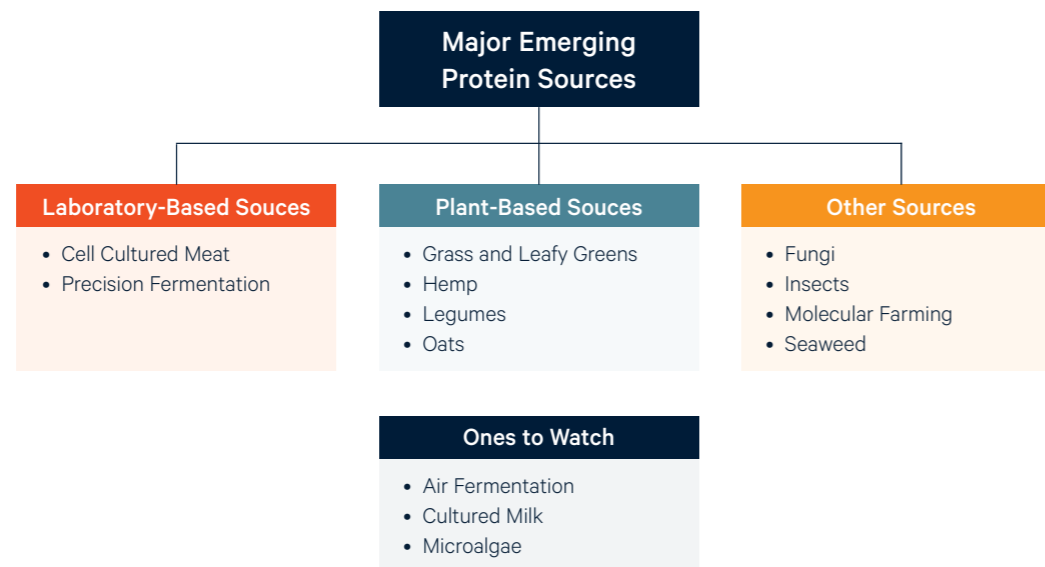 Major Emerging
Protein Sources
Laboratory-Based Souces
• Cell Cultured Meat
• Precision Fermentation
Plant-Based Souces
• Grass and Leafy Greens
• Hemp
• Legumes
• Oats
Other Sources
• Fungi
• Insects
• Molecular Farming
• Seaweed
Ones to Watch
• Air Fermentation
• Cultured Milk
• Microalgae